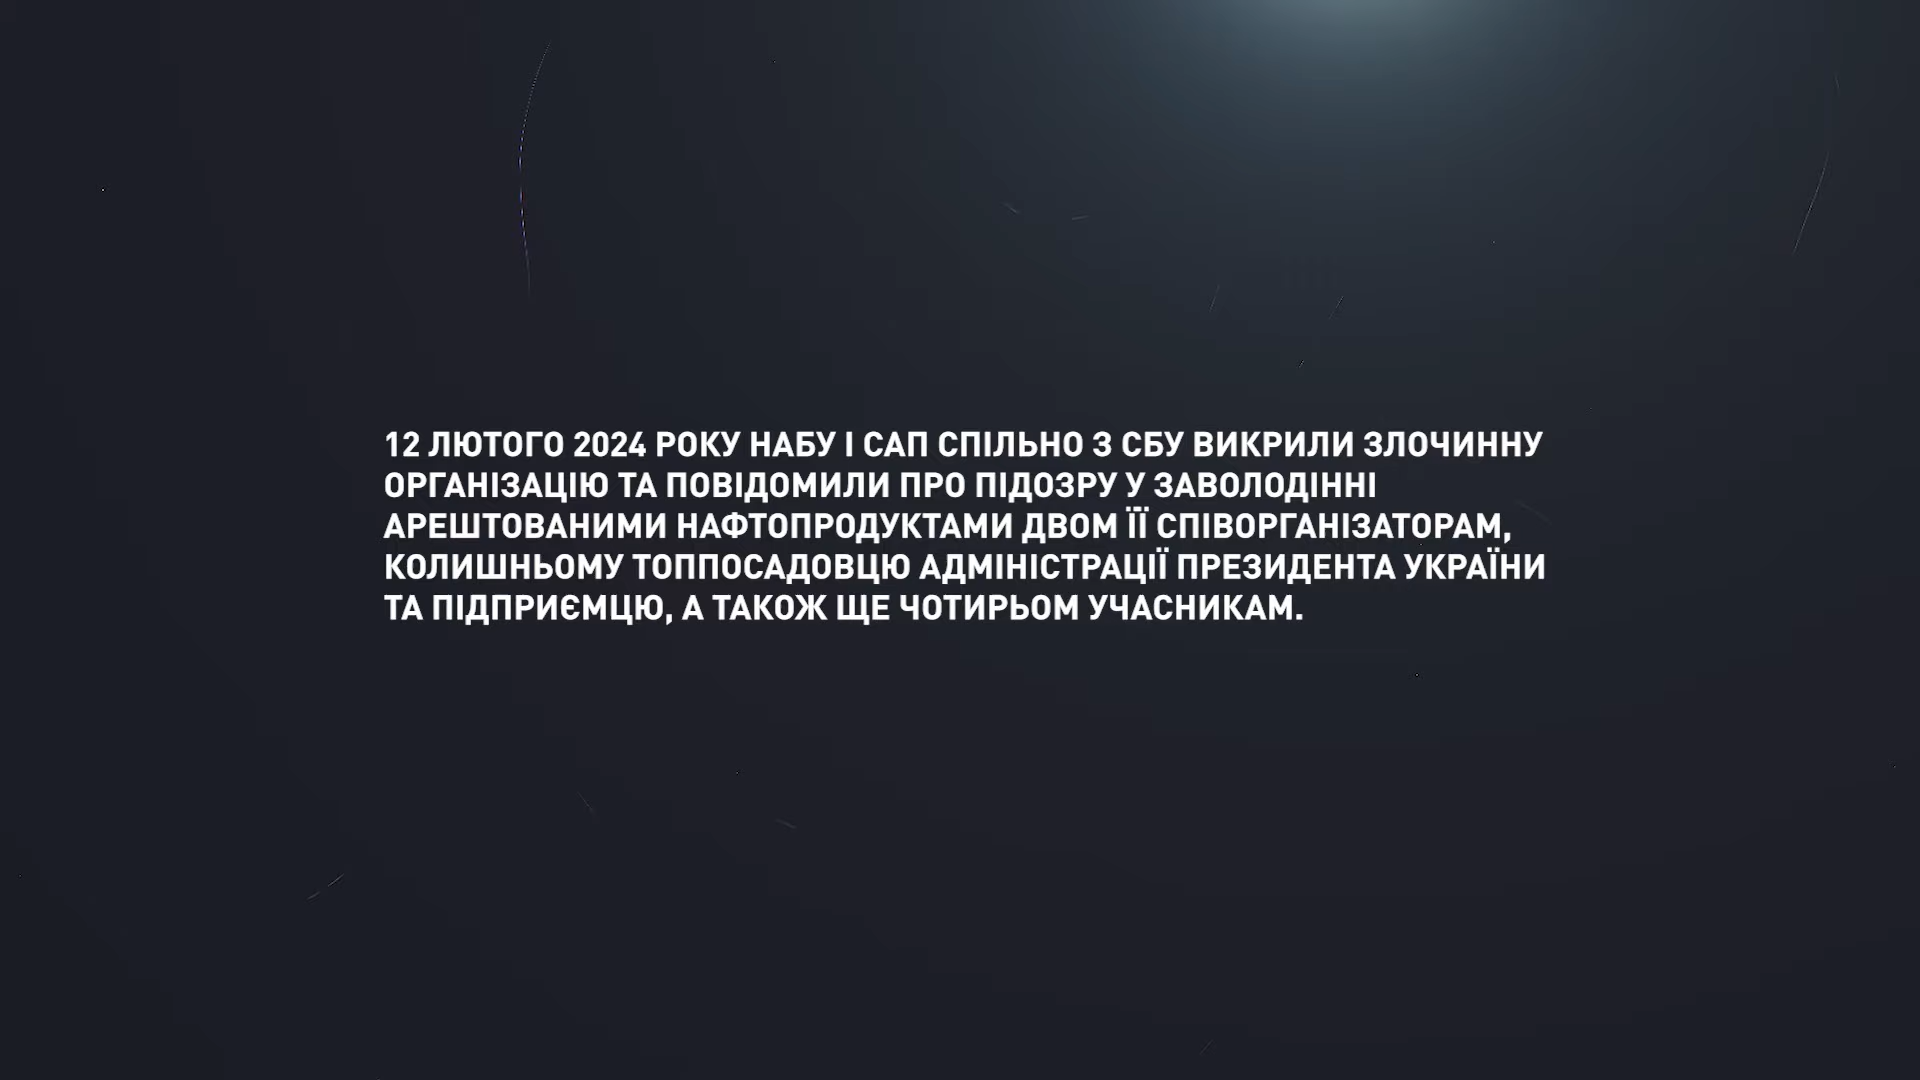 12 ЛЮТОГО 2024 РОКУ НАБУ І САП СПІЛЬНО З СБУ ВИКРИЛИ ЗЛОЧИННУ
ОРГАНІЗАЦІЮ ТА ПОВІДОМИЛИ ПРО ПІДОЗРУ У ЗАВОЛОДІННІ
АРЕШТОВАНИМИ НАФТОПРОДУКТАМИ ДВОМ ЇЇ СПІВОРГАНІЗАТОРАМ,
КОЛИШНЬОМУ ТОППОСАДОВЦЮ АДМІНІСТРАЦІЇ ПРЕЗИДЕНТА УКРАЇНИ
ТА ПІДПРИЄМЦЮ, А ТАКОЖ ЩЕ ЧОТИРЬОМ УЧАСНИКАМ.